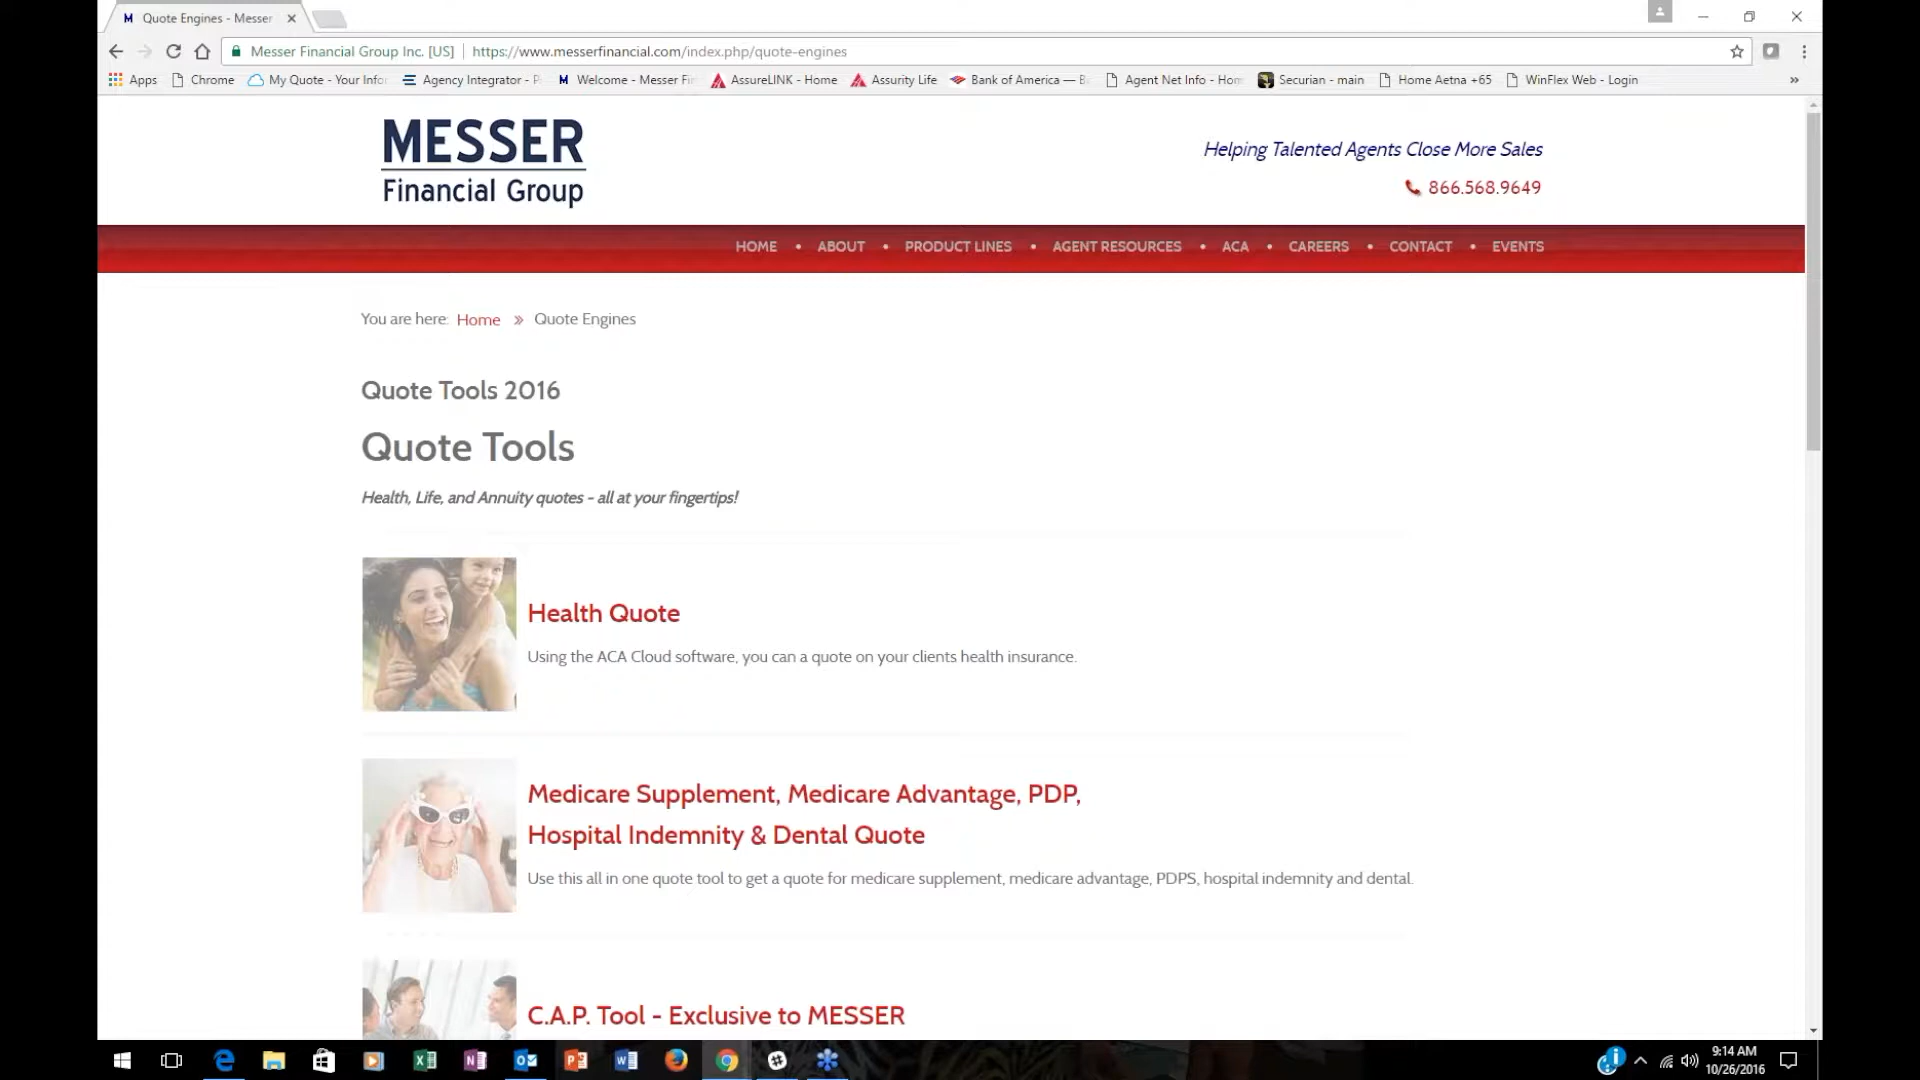 Quote Engines - Messer
Messer Financial Group Inc. [US] https://www.messerfinancial.com/index.php/quote-engines
Apps Chrome My Quote - Your Info Agency Integrator - P Welcome - Messer Fi AssureLINK - Home Assurity Life Bank of America — B Agent Net Info - Hom Securian - main Home Aetna +65 WinFlex Web - Login »
MESSER
Financial Group
Helping Talented Agents Close More Sales
866.568.9649
HOME • ABOUT • PRODUCT LINES • AGENT RESOURCES • ACA • CAREERS • CONTACT • EVENTS
You are here: Home » Quote Engines
Quote Tools 2016
Quote Tools
Health, Life, and Annuity quotes - all at your fingertips!
Health Quote
Using the ACA Cloud software, you can a quote on your clients health insurance.
Medicare Supplement, Medicare Advantage, PDP,
Hospital Indemnity & Dental Quote
Use this all in one quote tool to get a quote for medicare supplement, medicare advantage, PDPS, hospital indemnity and dental.
C.A.P. Tool - Exclusive to MESSER
9:14 AM
10/26/2016